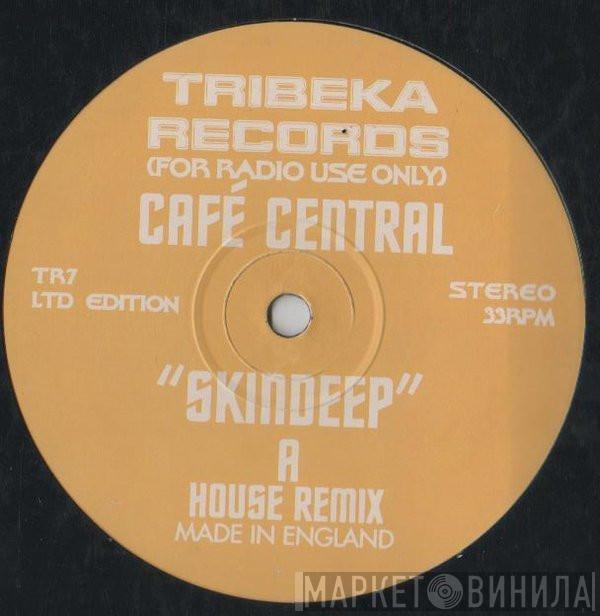 TRIBEKA
RECORDS
(FOR RADIO USE ONLY)
CAFÉ CENTRAL
TR7
LTD EDITION
STEREO
33RPM
"SKINDEEP"
A
HOUSE REMIX
MADE IN ENGLAND
МАРКЕТ ВИНИЛА